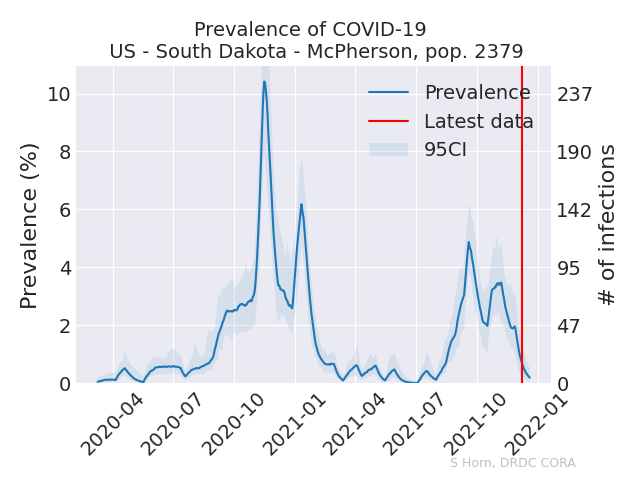 Prevalence of COVID-19
US - South Dakota - McPherson, pop. 2379
Prevalence
Latest data
95CI
Prevalence (%)
10
8
6
4
2
0
237
190
142
95
47
0
# of infections
2020-04
2020-07
2020-10
2021-01
2021-04
2021-07
2021-10
2022-01
S Horn, DRDC CORA